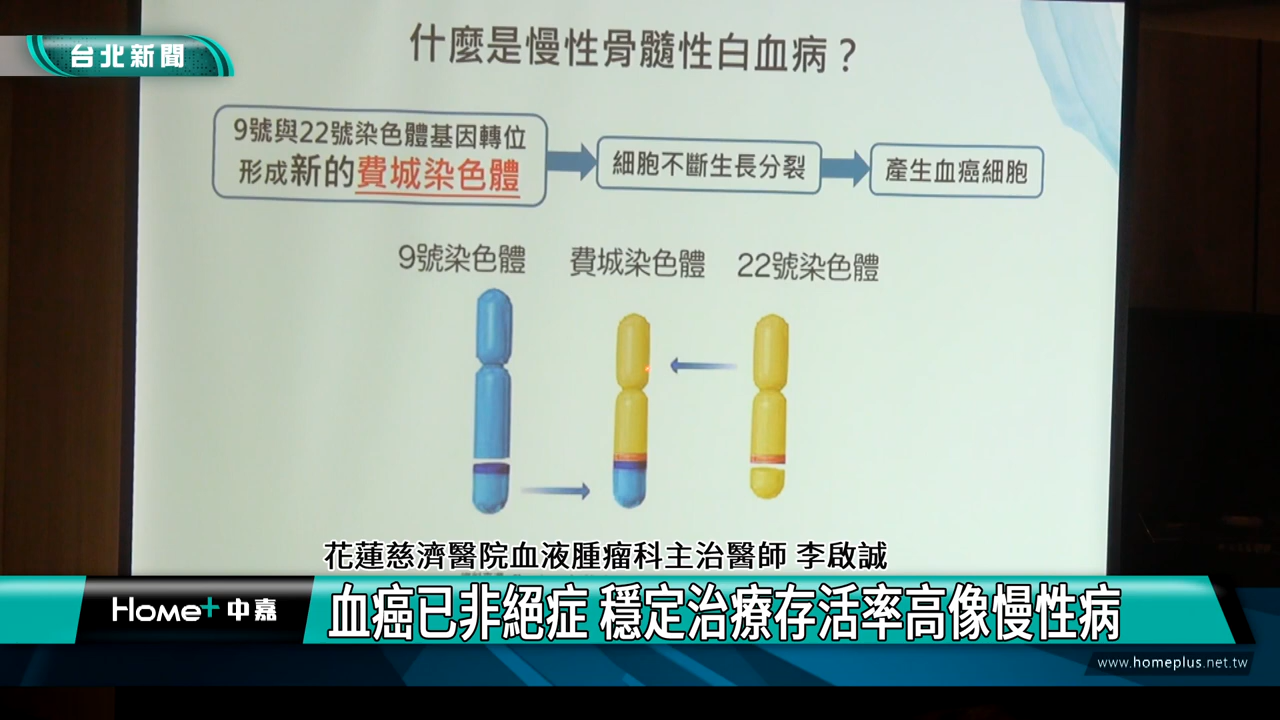 台北新聞
什麼是慢性骨髓性白血病？
9號與22號染色體基因轉位
形成新的費城染色體
細胞不斷生長分裂
產生血癌細胞
9號染色體
費城染色體
22號染色體
花蓮慈濟醫院血液腫瘤科主治醫師 李啟誠
Home+ 中嘉
血癌已非絕症 穩定治療存活率高像慢性病
www.homeplus.net.tw